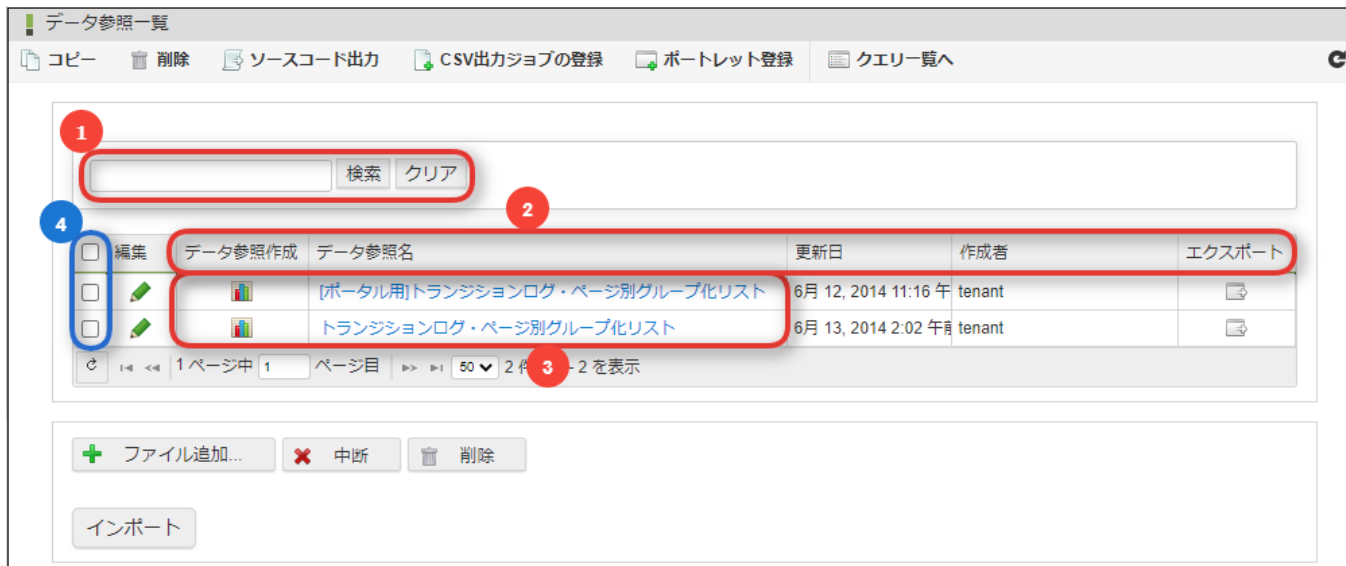 データ参照一覧
コピー 削除 ソースコード出力 CSV出力ジョブの登録 ポートレット登録 クエリ一覧へ
1
検索 クリア
2
4
編集 データ参照作成 データ参照名 更新日 作成者 エクスポート
[ポータル用]トランジションログ・ページ別グループ化リスト 6月 12, 2014 11:16 午 tenant
トランジションログ・ページ別グループ化リスト 6月 13, 2014 2:02 午前 tenant
1 ページ中 1 ページ目 50 2 件 3 - 2 を表示
ファイル追加... 中断 削除
インポート